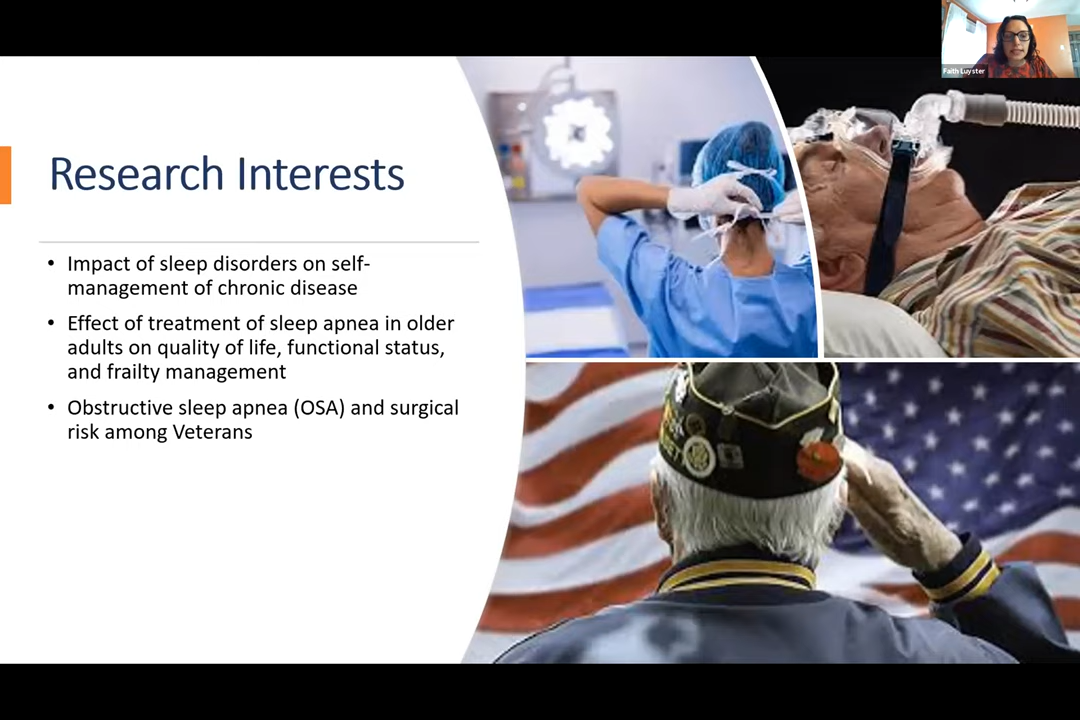 Faith Luyster
Research Interests
• Impact of sleep disorders on self-
management of chronic disease
• Effect of treatment of sleep apnea in older
adults on quality of life, functional status,
and frailty management
• Obstructive sleep apnea (OSA) and surgical
risk among Veterans